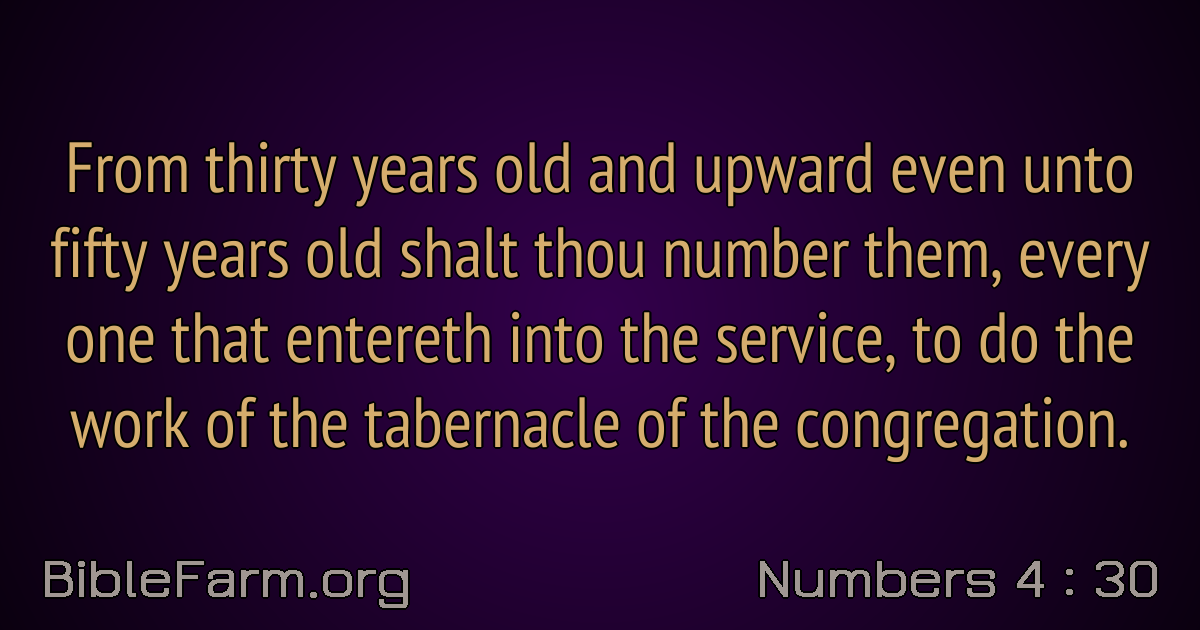 From thirty years old and upward even unto
fifty years old shalt thou number them, every
one that entereth into the service, to do the
work of the tabernacle of the congregation.
BibleFarm.org
Numbers 4 : 30